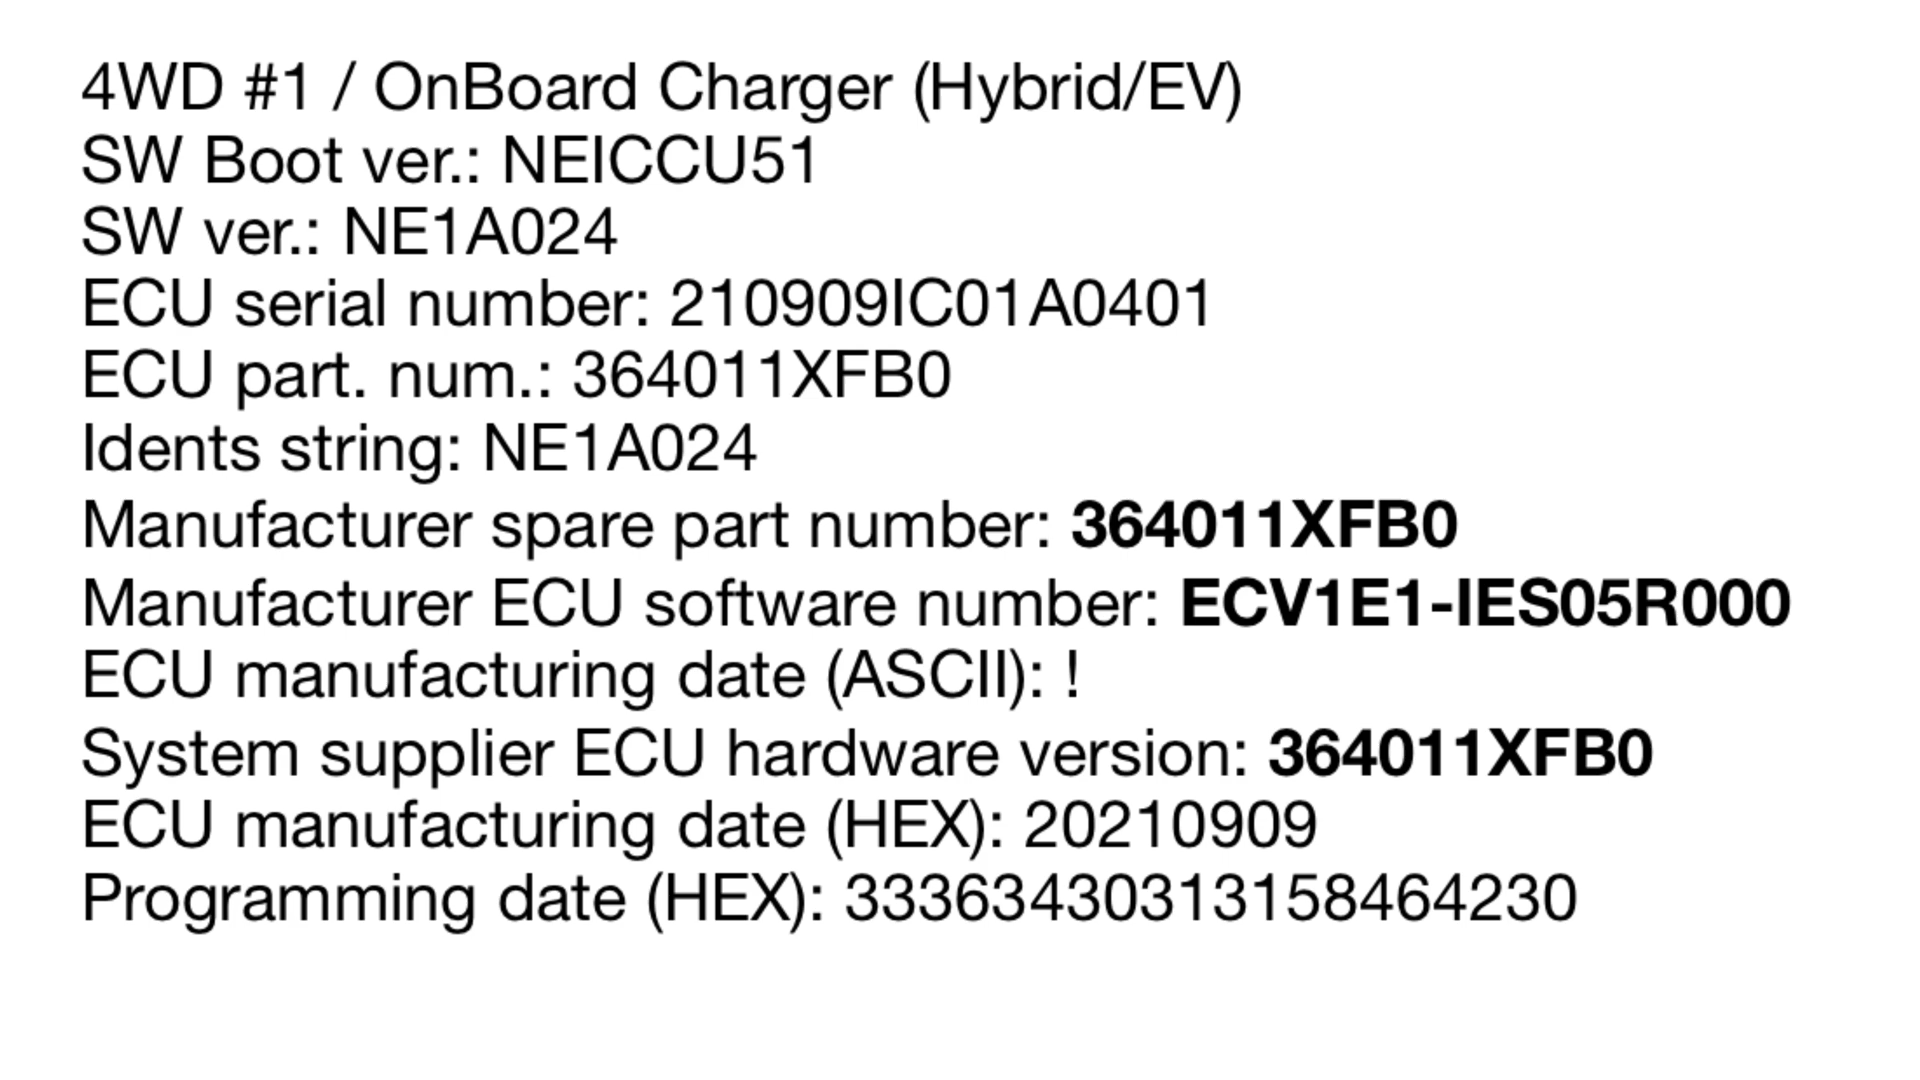 4WD #1 / OnBoard Charger (Hybrid/EV)
SW Boot ver.: NEICCU51
SW ver.: NE1A024
ECU serial number: 210909IC01A0401
ECU part. num.: 364011XFB0
Idents string: NE1A024
Manufacturer spare part number: 364011XFB0
Manufacturer ECU software number: ECV1E1-IES05R000
ECU manufacturing date (ASCII): !
System supplier ECU hardware version: 364011XFB0
ECU manufacturing date (HEX): 20210909
Programming date (HEX): 33363430313158464230